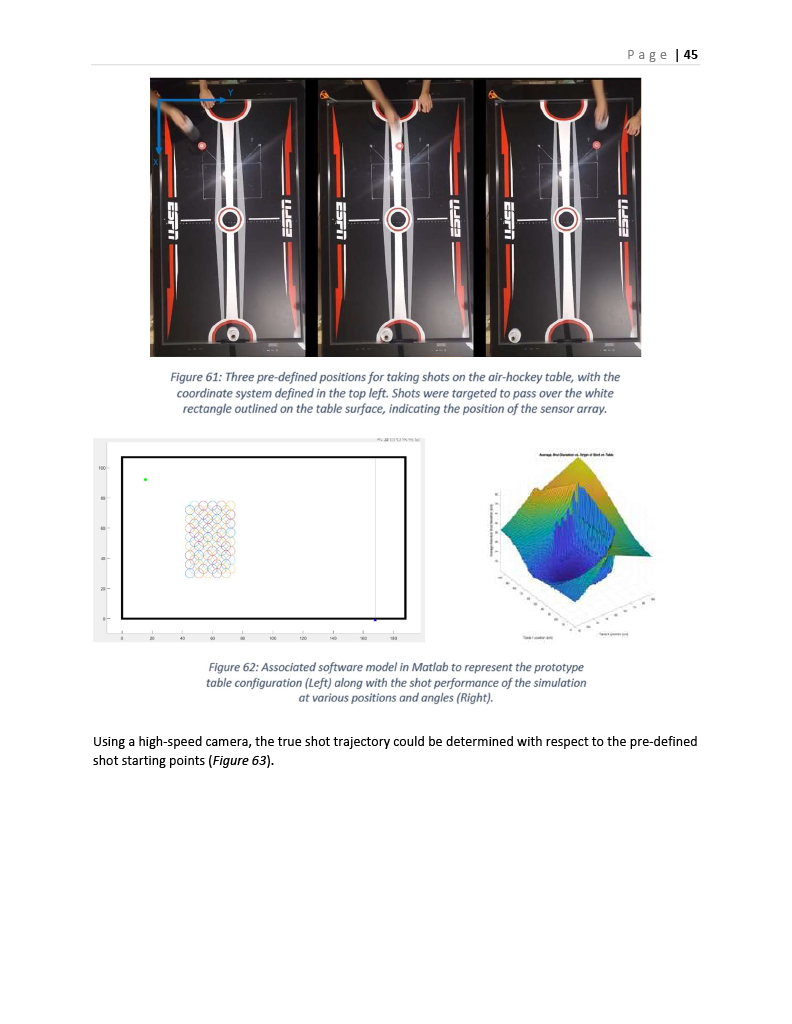 Page | 45
Y
X
ESPN ESPN ESPN ESPN ESPN ESPN
Figure 61: Three pre-defined positions for taking shots on the air-hockey table, with the
coordinate system defined in the top left. Shots were targeted to pass over the white
rectangle outlined on the table surface, indicating the position of the sensor array.
Average Shot Deviation vs. Origin of Shot on Table
100
80
60
40
20
0
0 20 40 60 80 100 120 140 160 180
Figure 62: Associated software model in Matlab to represent the prototype
table configuration (Left) along with the shot performance of the simulation
at various positions and angles (Right).
Using a high-speed camera, the true shot trajectory could be determined with respect to the pre-defined
shot starting points (Figure 63).